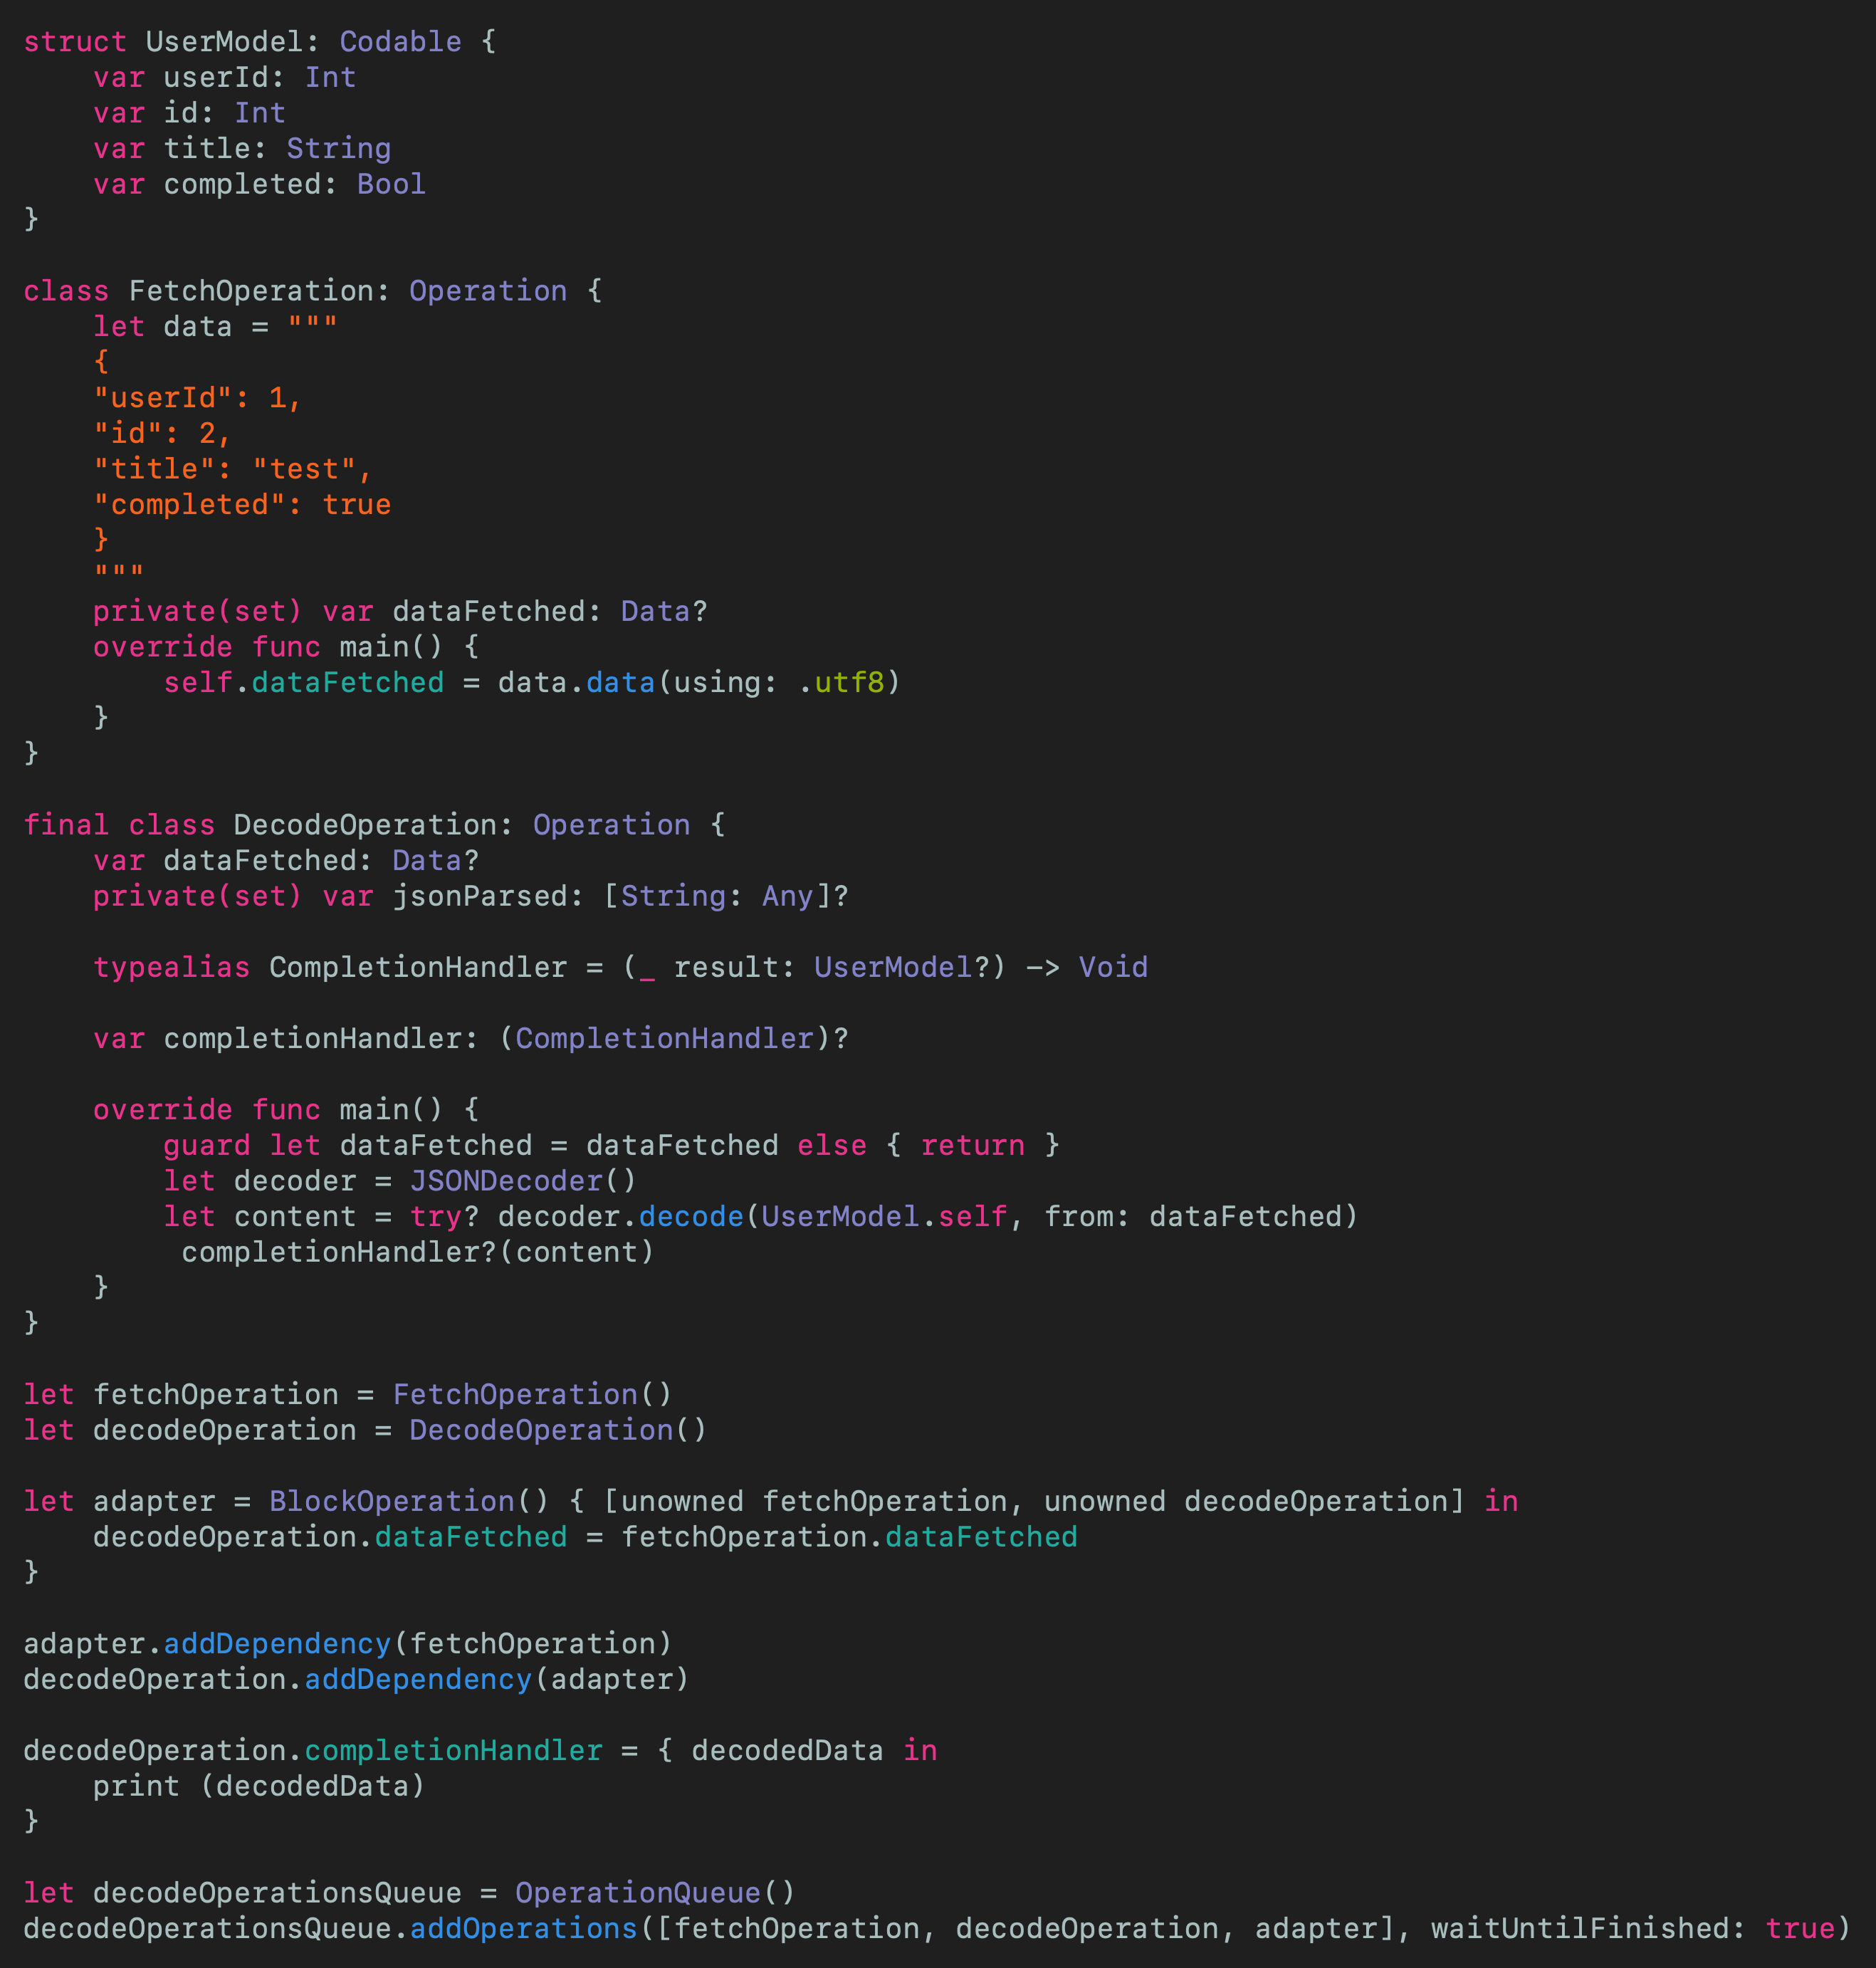 struct UserModel: Codable {
    var userId: Int
    var id: Int
    var title: String
    var completed: Bool
}

class FetchOperation: Operation {
    let data = """
    {
    "userId": 1,
    "id": 2,
    "title": "test",
    "completed": true
    }
    """
    private(set) var dataFetched: Data?
    override func main() {
        self.dataFetched = data.data(using: .utf8)
    }
}

final class DecodeOperation: Operation {
    var dataFetched: Data?
    private(set) var jsonParsed: [String: Any]?

    typealias CompletionHandler = (_ result: UserModel?) -> Void

    var completionHandler: (CompletionHandler)?

    override func main() {
        guard let dataFetched = dataFetched else { return }
        let decoder = JSONDecoder()
        let content = try? decoder.decode(UserModel.self, from: dataFetched)
         completionHandler?(content)
    }
}

let fetchOperation = FetchOperation()
let decodeOperation = DecodeOperation()

let adapter = BlockOperation() { [unowned fetchOperation, unowned decodeOperation] in
    decodeOperation.dataFetched = fetchOperation.dataFetched
}

adapter.addDependency(fetchOperation)
decodeOperation.addDependency(adapter)

decodeOperation.completionHandler = { decodedData in
    print (decodedData)
}

let decodeOperationsQueue = OperationQueue()
decodeOperationsQueue.addOperations([fetchOperation, decodeOperation, adapter], waitUntilFinished: true)